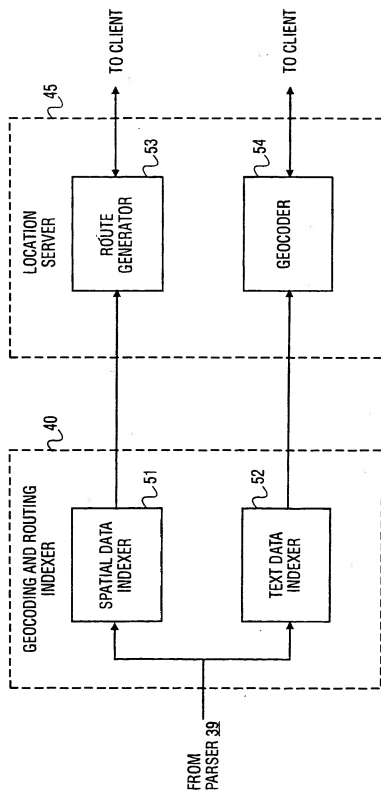 FROM
PARSER 39
GEOCODING AND ROUTING
INDEXER
40
SPATIAL DATA
INDEXER
51
TEXT DATA
INDEXER
52
LOCATION
SERVER
45
ROUTE
GENERATOR
53
GEOCODER
54
TO CLIENT
TO CLIENT